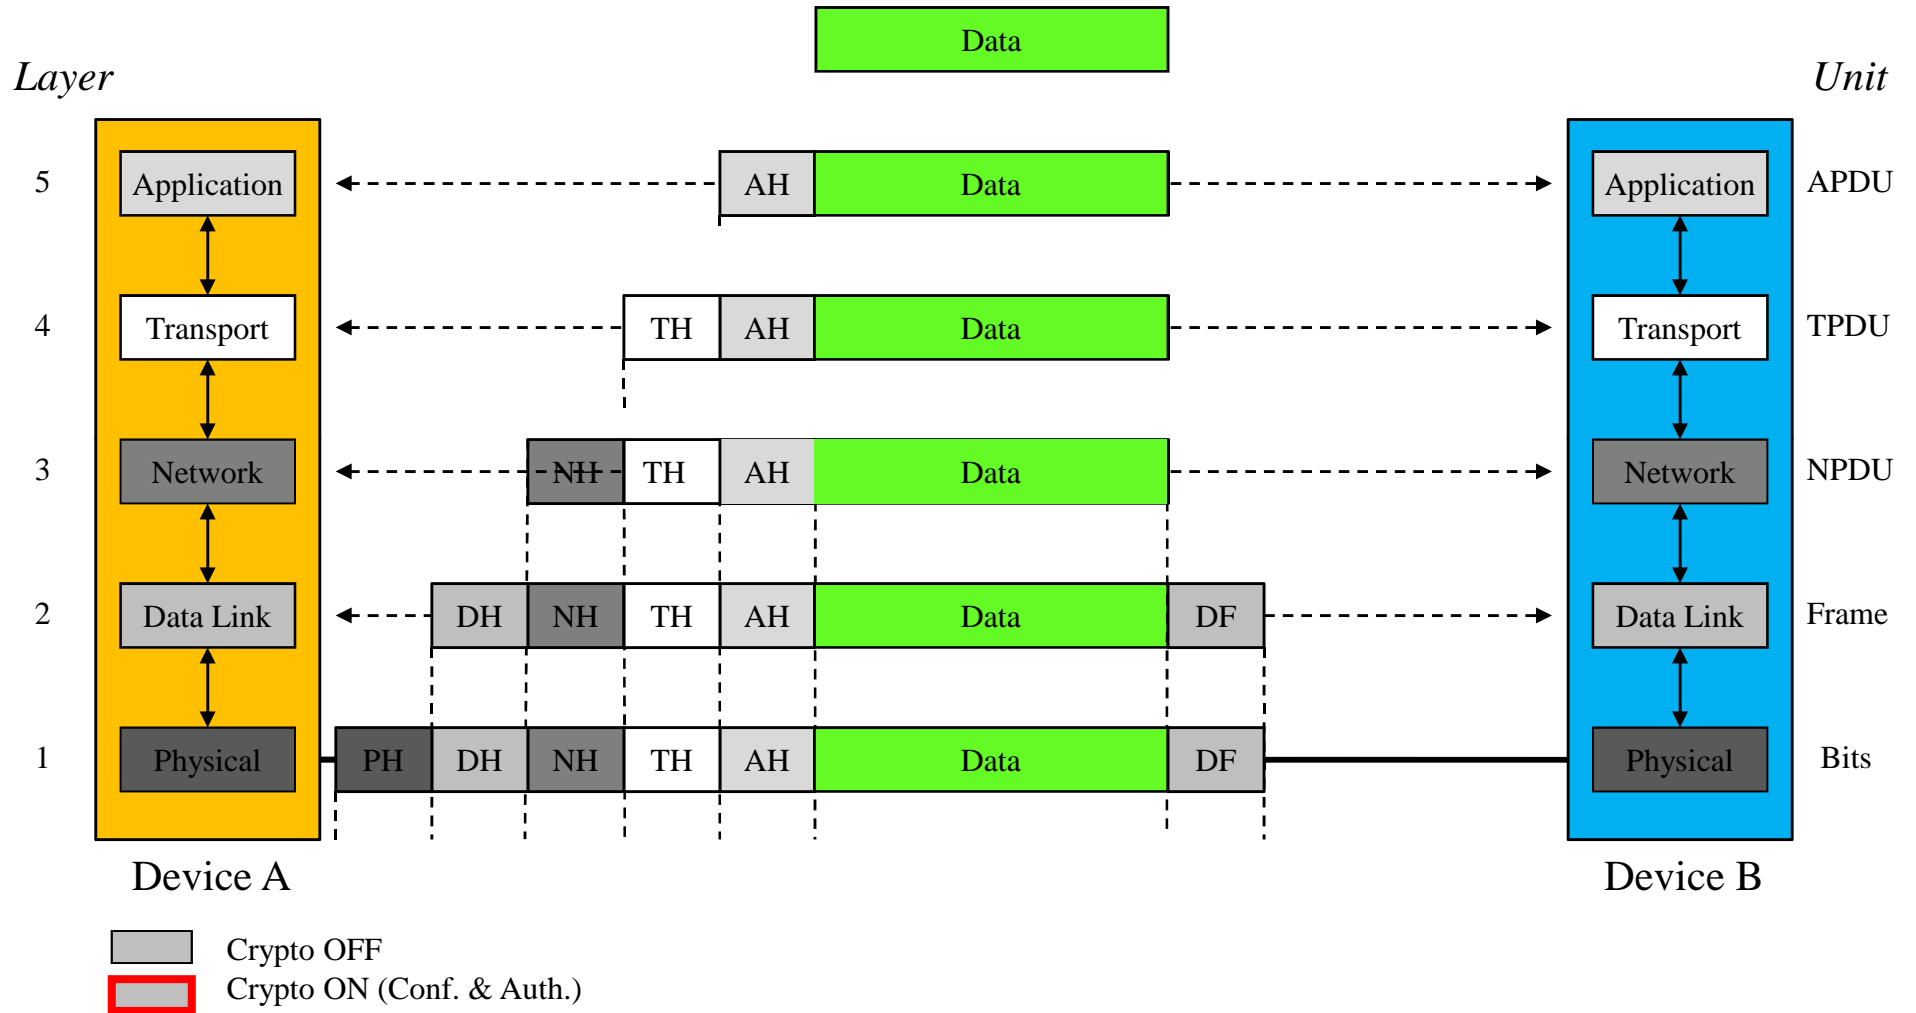 Data
Layer
Unit
5 Application AH Data Application APDU
4 Transport TH AH Data Transport TPDU
3 Network NH TH AH Data Network NPDU
2 Data Link DH NH TH AH Data DF Data Link Frame
1 Physical PH DH NH TH AH Data DF Physical Bits
Device A
Device B
Crypto OFF
Crypto ON (Conf. & Auth.)